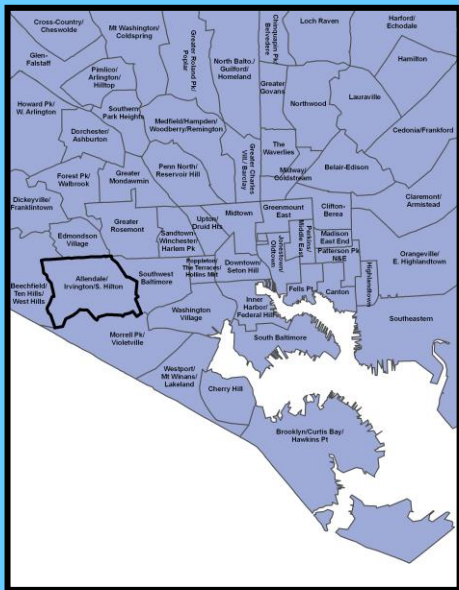 Cross-Country/
Cheswolde
Mt Washington/
Coldspring
Greater Roland Pk/
Poplar
North Balto./
Guilford/
Homeland
Chinquapin Pk/
Belvedere
Loch Raven
Harford/
Echodale
Glen-
Falstaff
Pimlico/
Arlington/
Hilltop
Greater
Govans
Northwood
Lauraville
Hamilton
Howard Pk/
W. Arlington
Southern
Park Heights
Medfield/Hampden/
Woodberry/Remington
Cedonia/Frankford
Dorchester/
Ashburton
Greater Charles
Vill./ Barclay
The
Waverlies
Midway/
Coldstream
Belair-Edison
Forest Pk/
Walbrook
Greater
Mondawmin
Penn North/
Reservoir Hill
Claremont/
Armistead
Dickeyville/
Franklintown
Greater
Rosemont
Upton/
Druid Hts
Midtown
Greenmount
East
Clifton-
Berea
Edmondson
Village
Sandtown-
Winchester/
Harlem Pk
Jonestown/
Oldtown
Perkins/
Middle East
Madison
East End
Patterson Pk
N&E
Orangeville/
E. Highlandtown
Beechfield/
Ten Hills/
West Hills
Allendale/
Irvington/S. Hilton
Southwest
Baltimore
Poppleton/
The Terraces/
Hollins Mkt
Downtown/
Seton Hill
Fells Pt
Canton
Highlandtown
Washington
Village
Inner
Harbor/
Federal Hill
Southeastern
Morrell Pk/
Violetville
South Baltimore
Westport/
Mt Winans/
Lakeland
Cherry Hill
Brooklyn/Curtis Bay/
Hawkins Pt